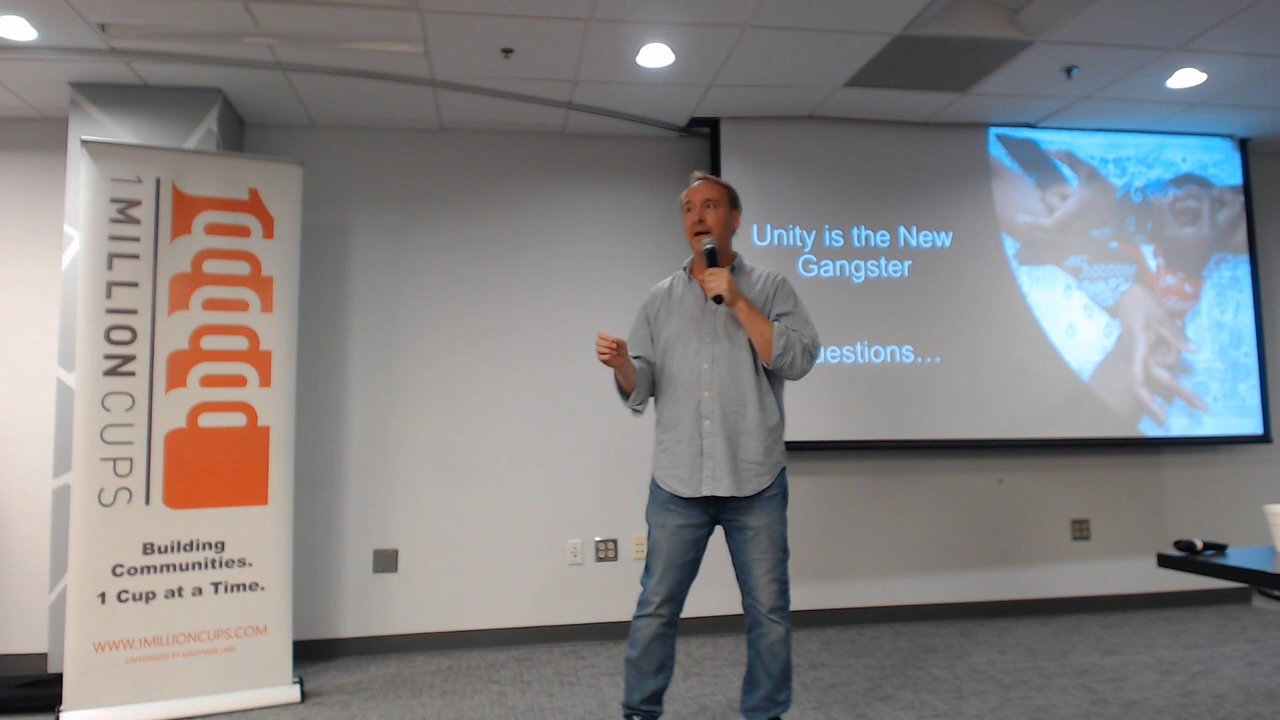 1 MILLION CUPS
Building
Communities.
1 Cup at a Time.
WWW.1MILLIONCUPS.COM
Unity is the New
Gangster
uestions…